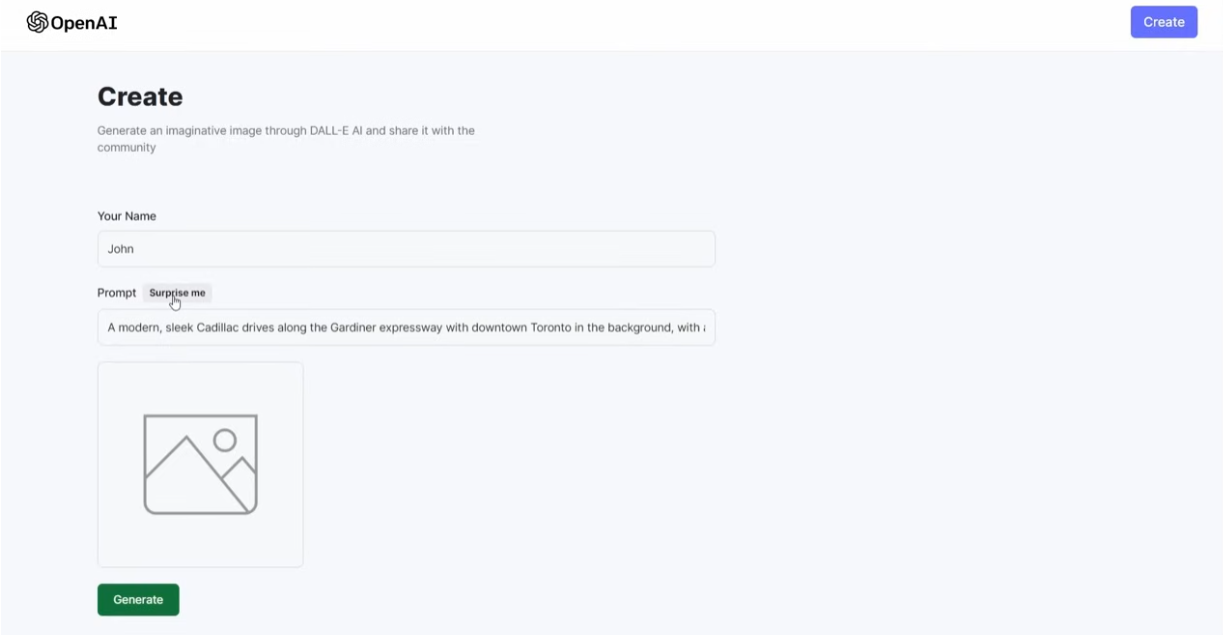 OpenAI
Create
Create
Generate an imaginative image through DALL-E AI and share it with the
community
Your Name
John
Prompt
Surprise me
A modern, sleek Cadillac drives along the Gardiner expressway with downtown Toronto in the background, with
Generate